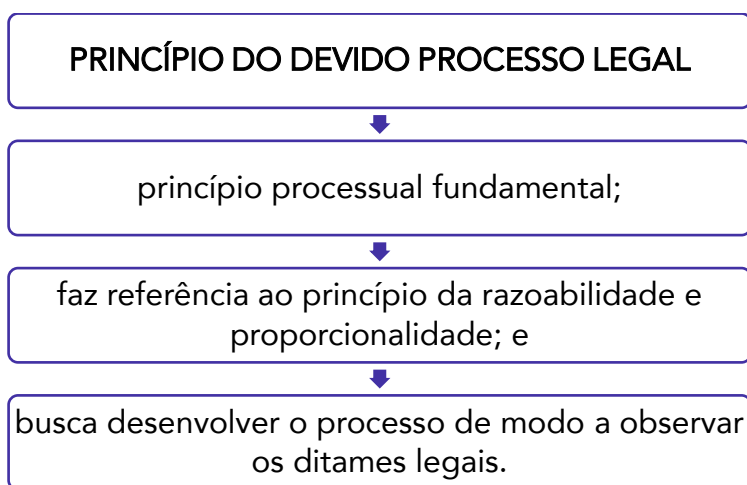 PRINCÍPIO DO DEVIDO PROCESSO LEGAL
princípio processual fundamental;
faz referência ao princípio da razoabilidade e
proporcionalidade; e
busca desenvolver o processo de modo a observar
os ditames legais.